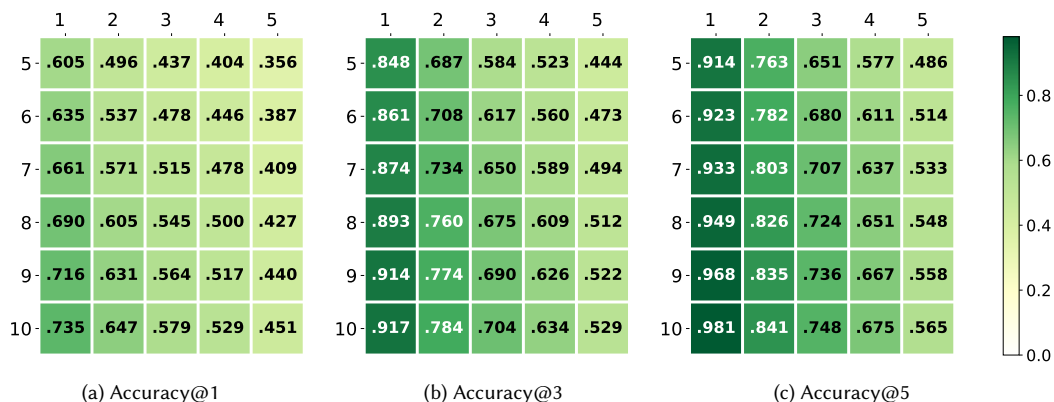 1 2 3 4 5 1 2 3 4 5 1 2 3 4 5
5 .605 .496 .437 .404 .356 5 .848 .687 .584 .523 .444 5 .914 .763 .651 .577 .486
0.8
6 .635 .537 .478 .446 .387 6 .861 .708 .617 .560 .473 6 .923 .782 .680 .611 .514
7 .661 .571 .515 .478 .409 7 .874 .734 .650 .589 .494 7 .933 .803 .707 .637 .533
0.6
8 .690 .605 .545 .500 .427 8 .893 .760 .675 .609 .512 8 .949 .826 .724 .651 .548
0.4
9 .716 .631 .564 .517 .440 9 .914 .774 .690 .626 .522 9 .968 .835 .736 .667 .558
0.2
10 .735 .647 .579 .529 .451 10 .917 .784 .704 .634 .529 10 .981 .841 .748 .675 .565
0.0
(a) Accuracy@1 (b) Accuracy@3 (c) Accuracy@5